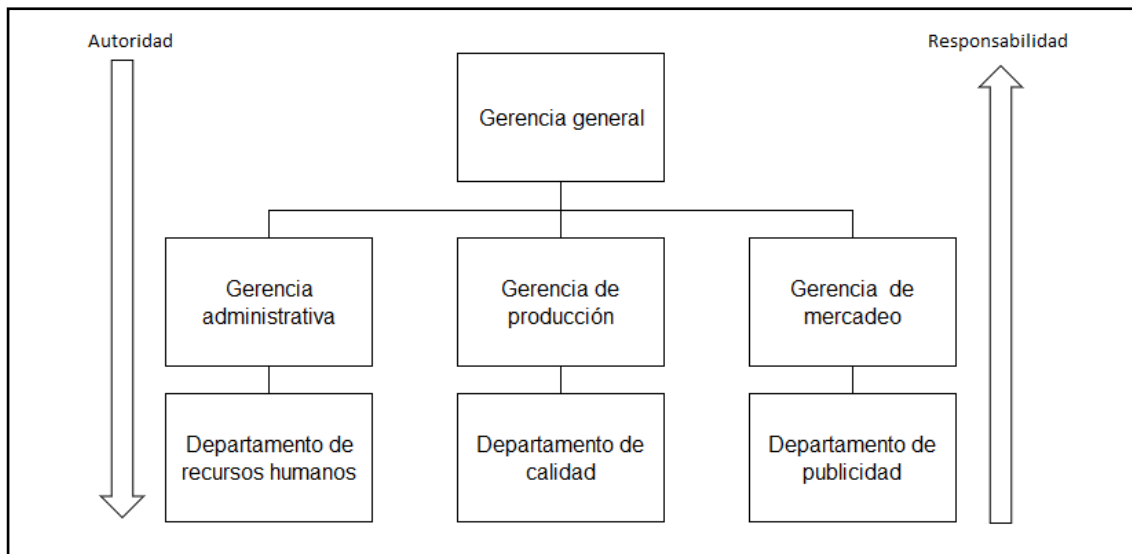 Autoridad
Responsabilidad
Gerencia general
Gerencia
administrativa
Gerencia de
producción
Gerencia de
mercadeo
Departamento de
recursos humanos
Departamento de
calidad
Departamento de
publicidad